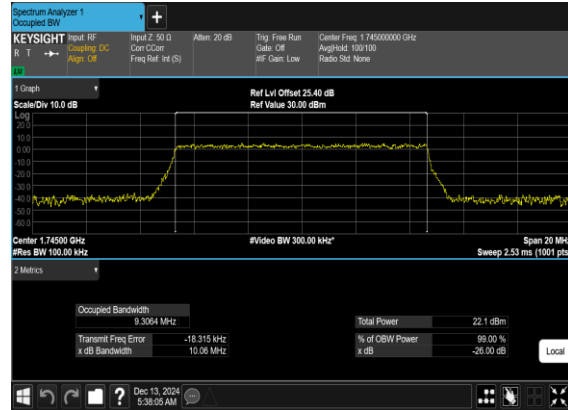 Spectrum Analyzer 1
Occupied BW
KEYSIGHT Input: RF Input Z: 50 Ω Atten: 20 dB Trig: Free Run Center Freq: 1.745000000 GHz
R T Coupling: DC Corr CCorr Gate: Off Avg|Hold: 100/100
Align: Off Freq Ref: Int (S) #IF Gain: Low Radio Std: None
1 Graph
Ref Lvl Offset 25.40 dB
Scale/Div 10.0 dB Ref Value 30.00 dBm
Log
20.0
10.0
0.00
-10.0
-20.0
-30.0
-40.0
-50.0
-60.0
Center 1.74500 GHz #Video BW 300.00 kHz* Span 20 MHz
#Res BW 100.00 kHz Sweep 2.53 ms (1001 pts)
2 Metrics
Occupied Bandwidth
9.3064 MHz Total Power 22.1 dBm
Transmit Freq Error -18.315 kHz % of OBW Power 99.00 %
x dB Bandwidth 10.06 MHz x dB -26.00 dB
Local
? Dec 13, 2024
5:38:05 AM